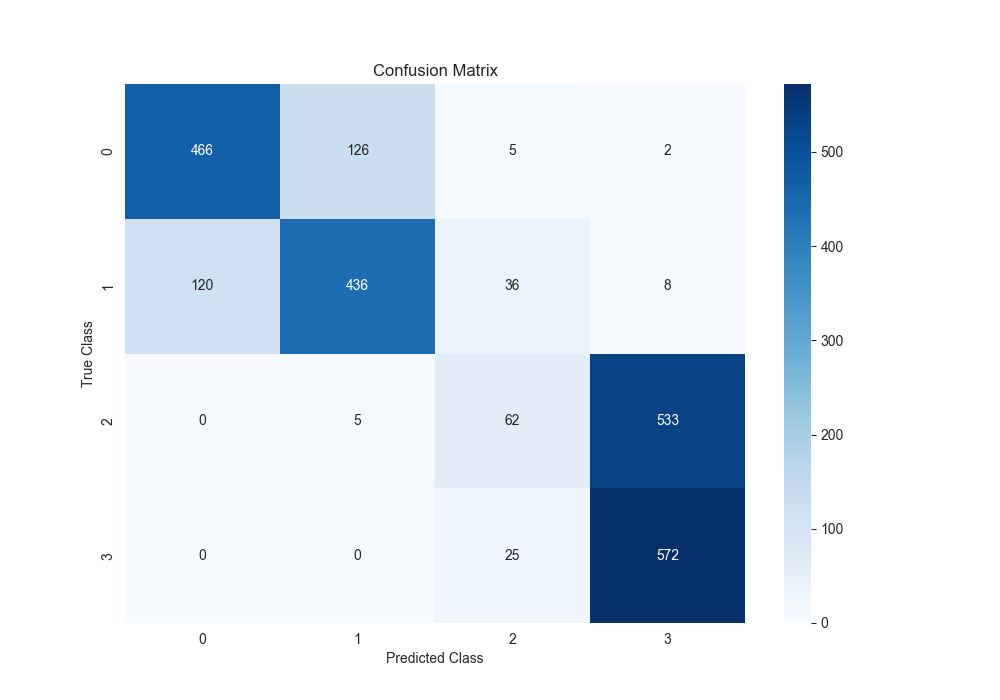 Confusion Matrix
True Class
0 466 126 5 2
1 120 436 36 8
2 0 5 62 533
3 0 0 25 572
0 1 2 3
Predicted Class
500
400
300
200
100
0